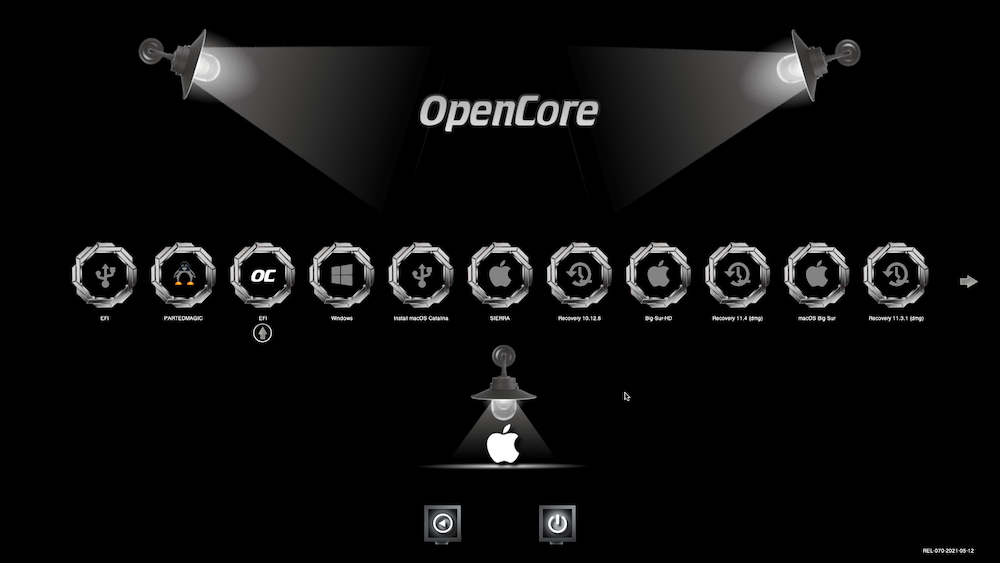 OpenCore
OC
EFI
PARTEDMAGIC
EFI
Windows
Install macOS Catalina
SIERRA
Recovery 10.12.6
Big-Sur-HD
Recovery 11.4 (dmg)
macOS Big Sur
Recovery 11.3.1 (dmg)
REL-070-2021-05-12